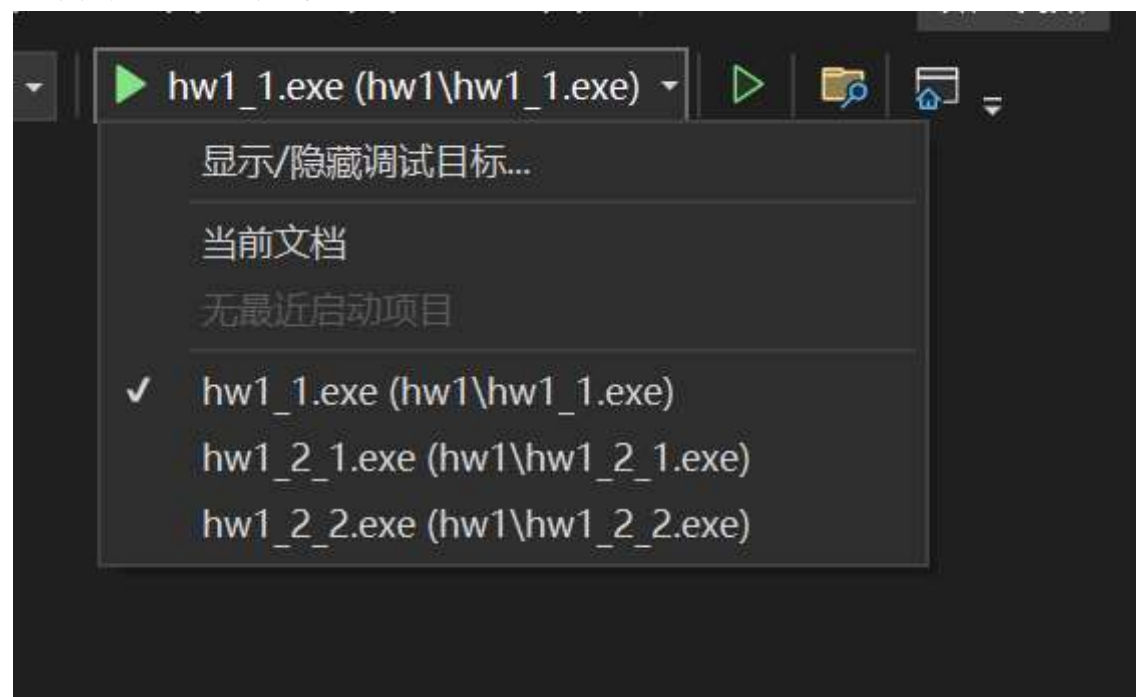 hw1_1.exe (hw1\hw1_1.exe)
显示/隐藏调试目标...
当前文档
无最近启动项目
hw1_1.exe (hw1\hw1_1.exe)
hw1_2_1.exe (hw1\hw1_2_1.exe)
hw1_2_2.exe (hw1\hw1_2_2.exe)